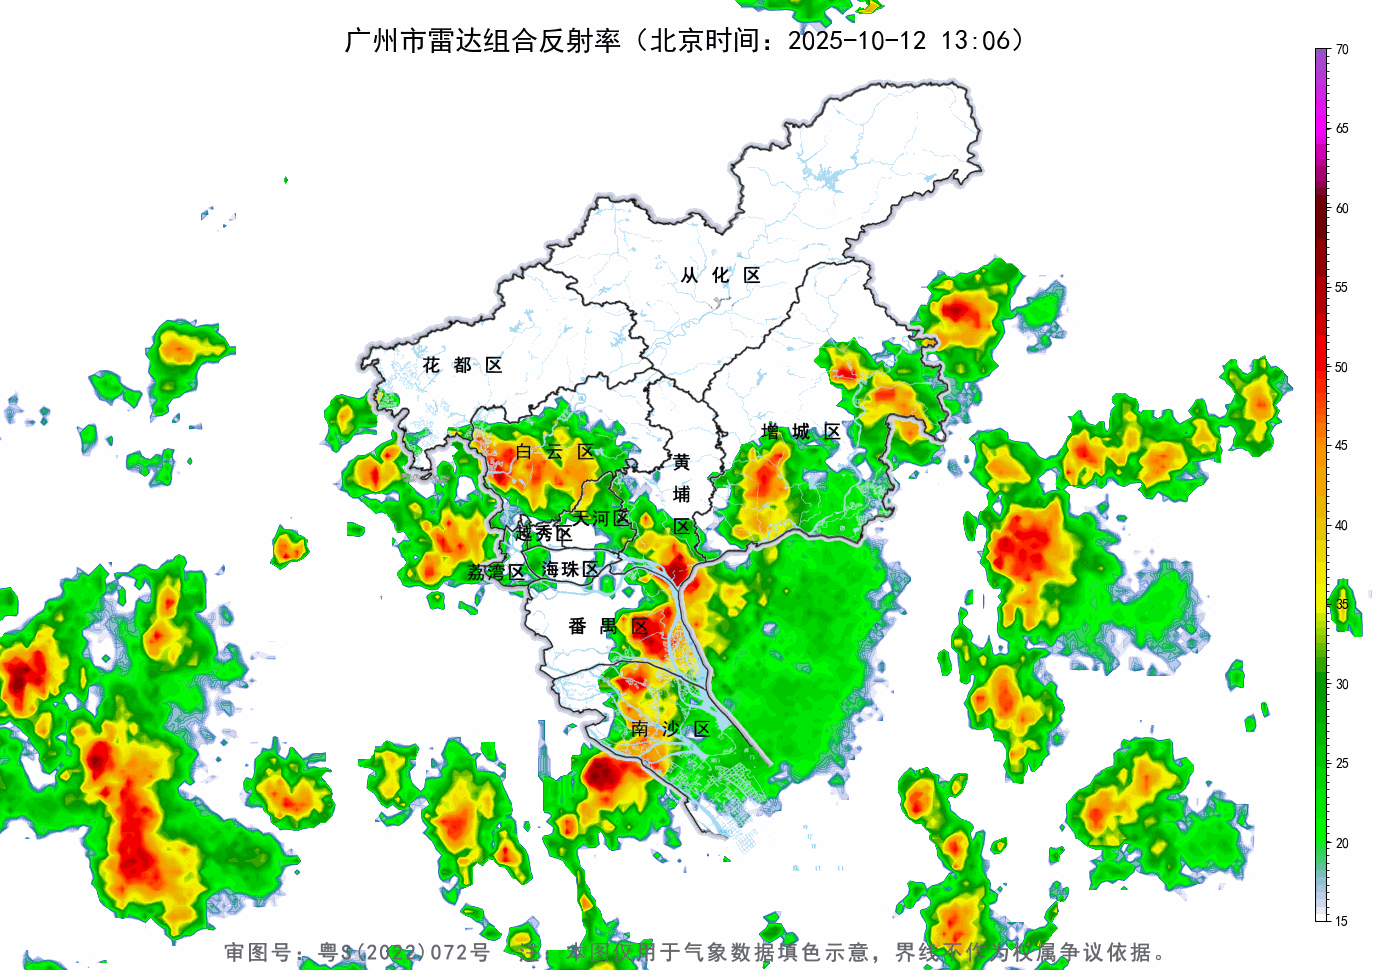 广州市雷达组合反射率（北京时间：2025-10-12 13:06）
70
65
60
55
50
45
40
35
30
25
20
15
从 化 区
花 都 区
增 城 区
白 云 区
黄
埔
区
天河区
越秀区
海珠区
荔湾区
番 禺 区
南 沙 区
审图号：粤S(2022)072号 注：本图仅用于气象数据填色示意，界线不作为权属争议依据。